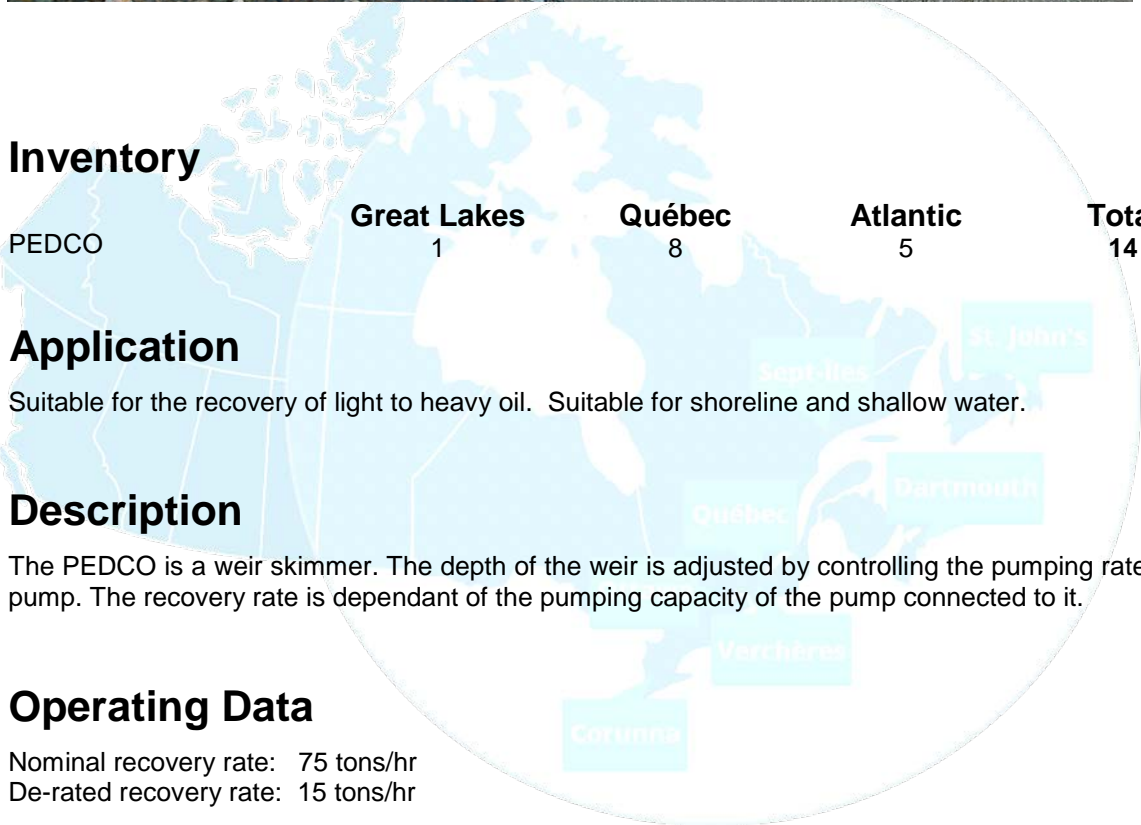 Inventory
Great Lakes Québec Atlantic Tota
PEDCO 1 8 5 14
Application
St. John's
Sept-Iles
Suitable for the recovery of light to heavy oil. Suitable for shoreline and shallow water.
Dartmouth
Description
Québec
The PEDCO is a weir skimmer. The depth of the weir is adjusted by controlling the pumping rate
pump. The recovery rate is dependant of the pumping capacity of the pump connected to it.
Verchères
Operating Data
Corunna
Nominal recovery rate: 75 tons/hr
De-rated recovery rate: 15 tons/hr